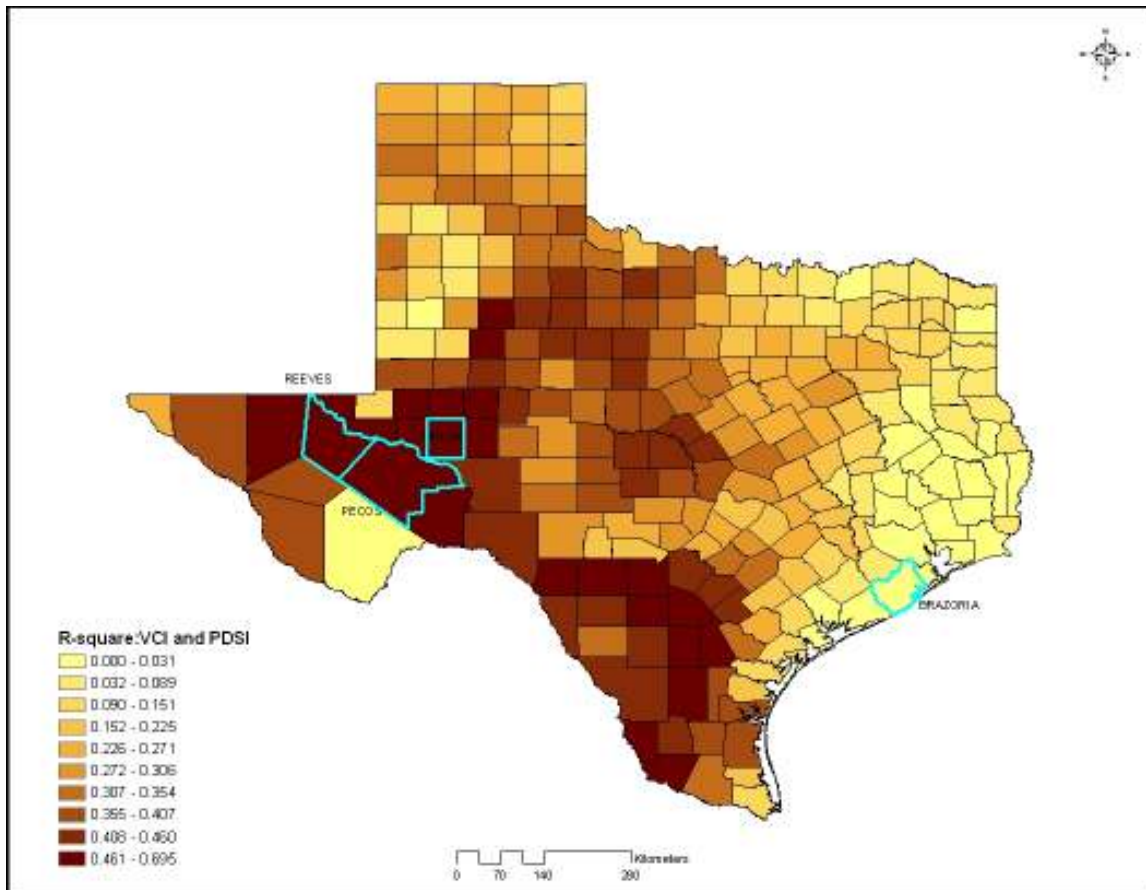 REEVES
PECOS
BRAZORIA
R-square:VCI and PDSI
0.000 - 0.031
0.032 - 0.089
0.090 - 0.151
0.152 - 0.225
0.226 - 0.271
0.272 - 0.306
0.307 - 0.354
0.355 - 0.407
0.408 - 0.460
0.461 - 0.695
Kilometers
0 70 140 280